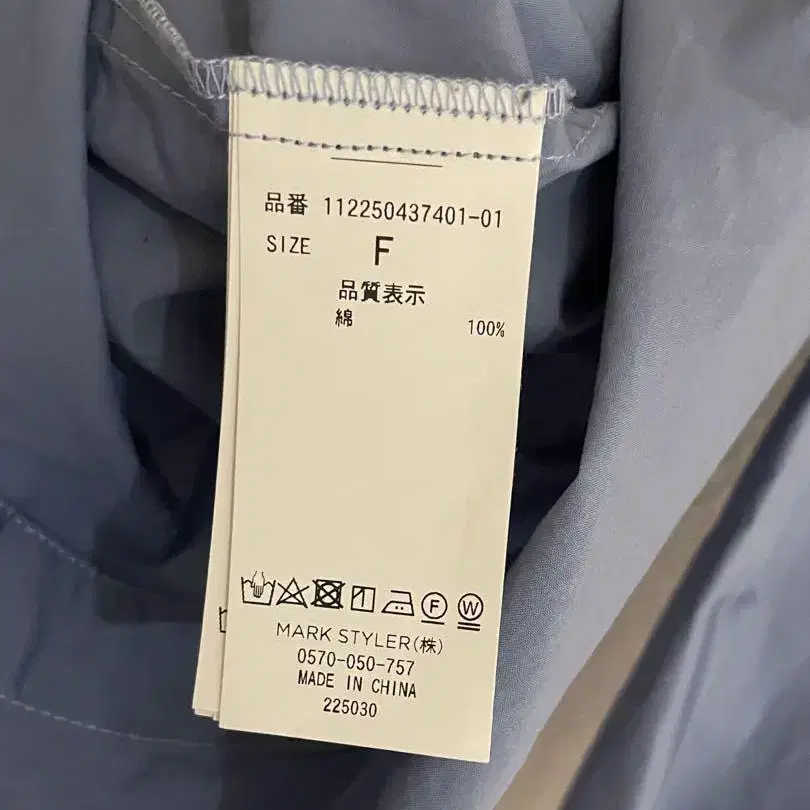 品番 112250437401-01
SIZE F
品質表示
綿 100%
F W
MARK STYLER(株)
0570-050-757
MADE IN CHINA
225030